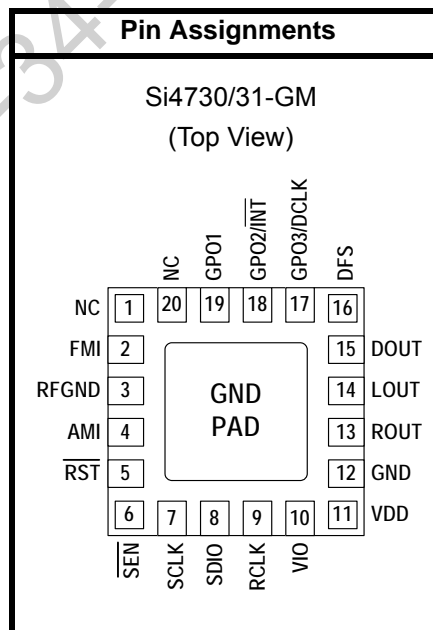 Pin Assignments
Si4730/31-GM
(Top View)
NC
GPO1
GPO2/INT
GPO3/DCLK
DFS
NC 1 20 19 18 17 16
FMI 2 15 DOUT
RFGND 3 14 LOUT
GND
PAD
AMI 4 13 ROUT
RST 5 12 GND
6 7 8 9 10 11 VDD
SEN
SCLK
SDIO
RCLK
VIO